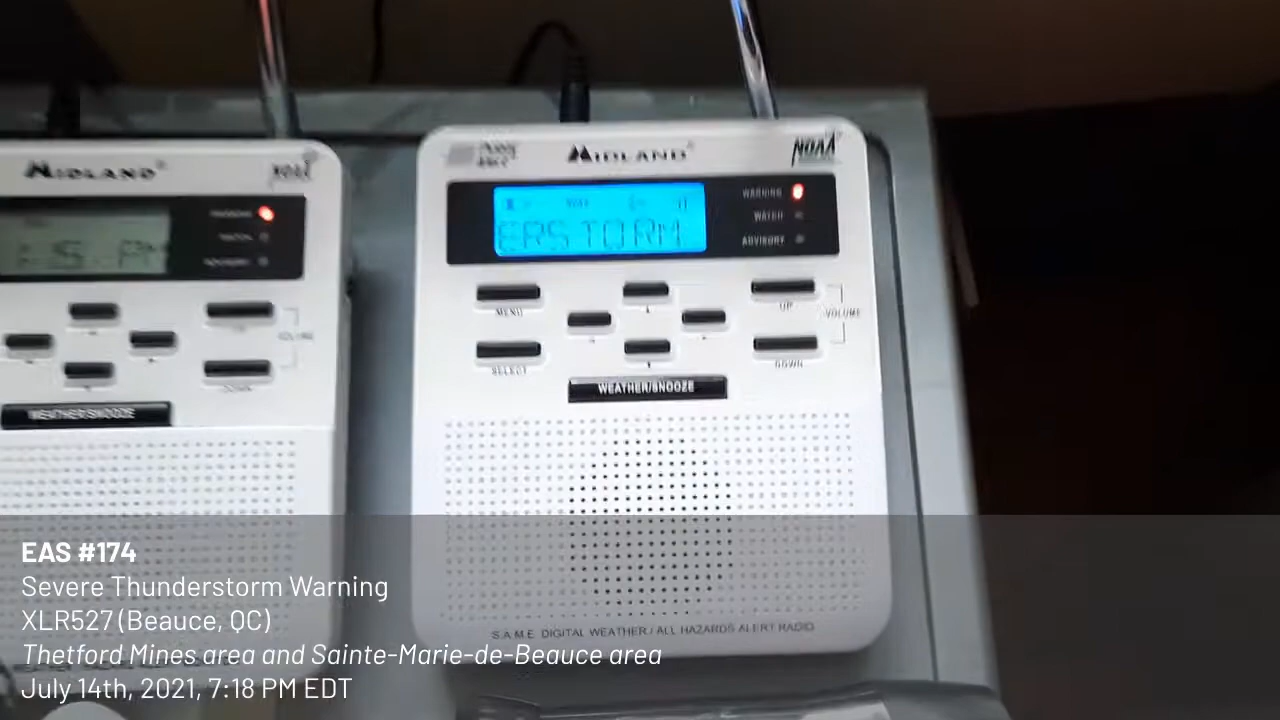 MIDLAND
NOAA
MIDLAND
NOAA
WARNING
WATCH
ADVISORY
ERSTORM
MENU
SELECT
UP
VOLUME
DOWN
WEATHER/SNOOZE
WEATHER/SNOOZE
S.A.M.E. DIGITAL WEATHER / ALL HAZARDS ALERT RADIO
EAS #174
Severe Thunderstorm Warning
XLR527 (Beauce, QC)
Thetford Mines area and Sainte-Marie-de-Beauce area
July 14th, 2021, 7:18 PM EDT